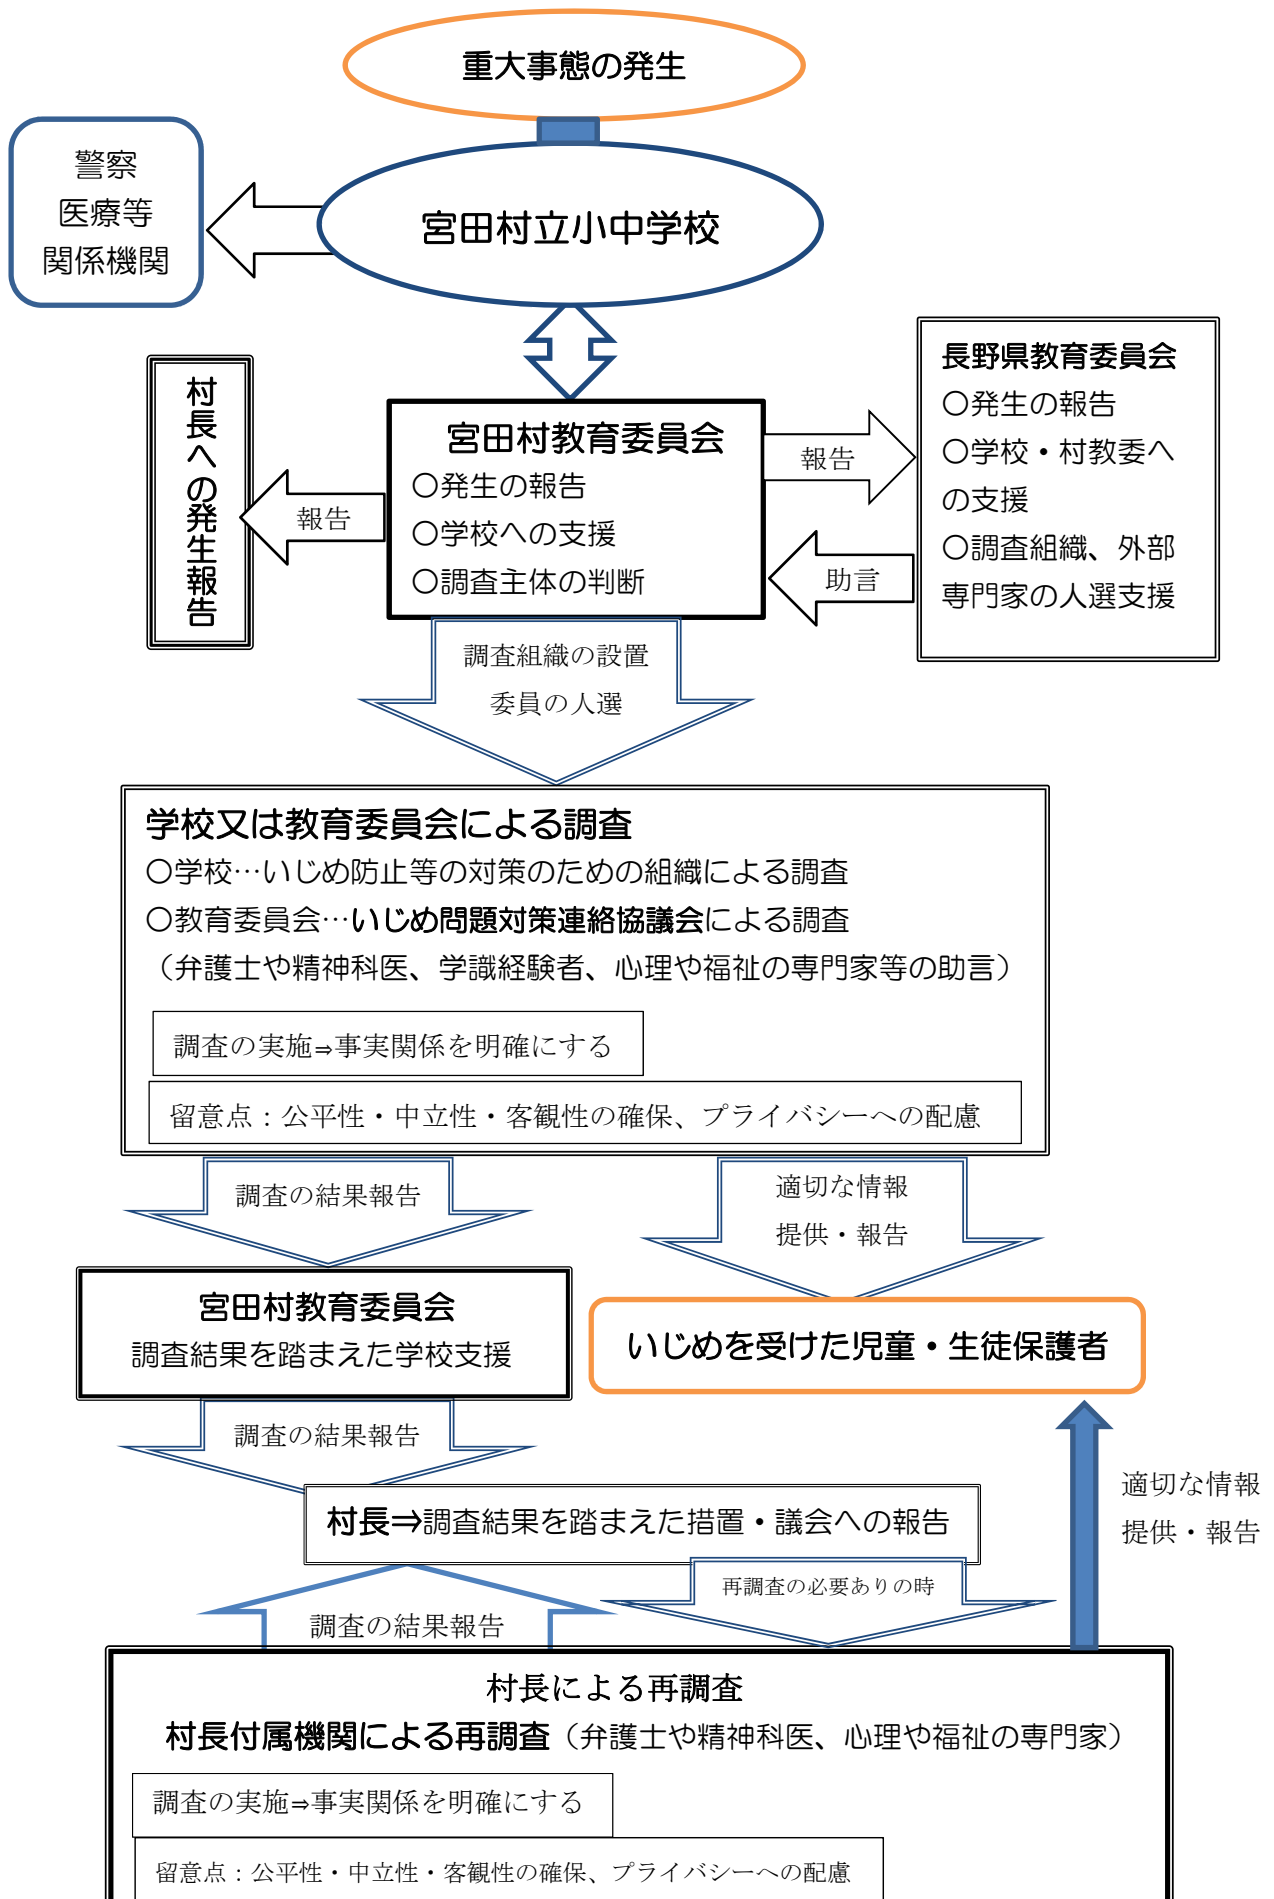 重大事態の発生
警察
医療等
関係機関
宮田村立小中学校
村長への発生報告
報告
宮田村教育委員会
〇発生の報告
〇学校への支援
〇調査主体の判断
報告
助言
長野県教育委員会
〇発生の報告
〇学校・村教委へ
の支援
〇調査組織、外部
専門家の人選支援
調査組織の設置
委員の人選
学校又は教育委員会による調査
〇学校…いじめ防止等の対策のための組織による調査
〇教育委員会…いじめ問題対策連絡協議会による調査
（弁護士や精神科医、学識経験者、心理や福祉の専門家等の助言）
調査の実施⇒事実関係を明確にする
留意点：公平性・中立性・客観性の確保、プライバシーへの配慮
調査の結果報告
適切な情報
提供・報告
宮田村教育委員会
調査結果を踏まえた学校支援
いじめを受けた児童・生徒保護者
調査の結果報告
適切な情報
提供・報告
村長⇒調査結果を踏まえた措置・議会への報告
再調査の必要ありの時
調査の結果報告
村長による再調査
村長付属機関による再調査（弁護士や精神科医、心理や福祉の専門家）
調査の実施⇒事実関係を明確にする
留意点：公平性・中立性・客観性の確保、プライバシーへの配慮